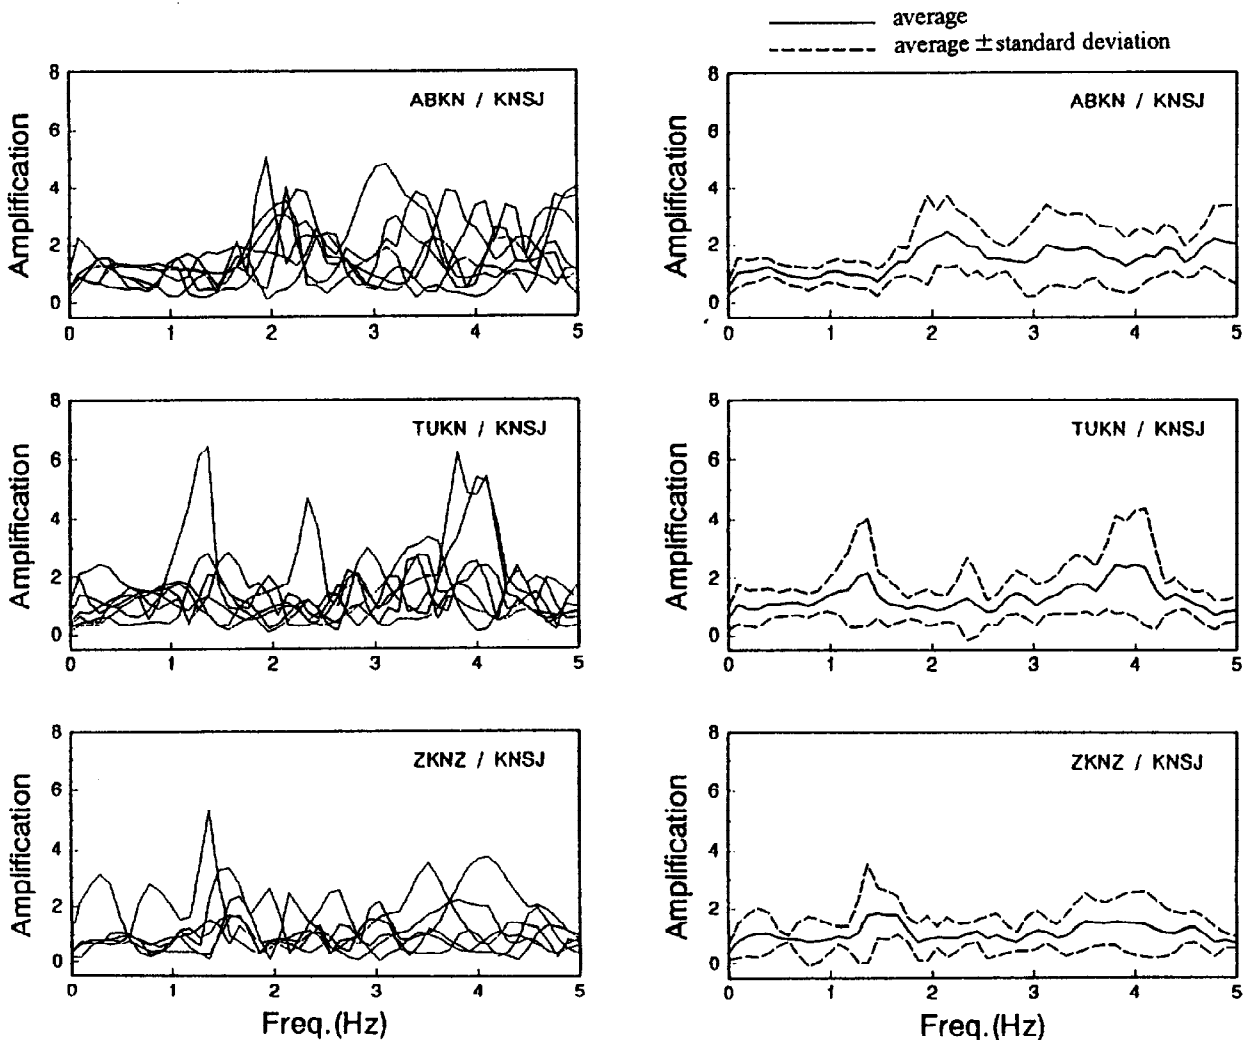 average
average ± standard deviation
8
6
4
2
0
Amplification
ABKN / KNSJ
0 1 2 3 4 5
8
6
4
2
0
Amplification
ABKN / KNSJ
0 1 2 3 4 5
8
6
4
2
0
Amplification
TUKN / KNSJ
0 1 2 3 4 5
8
6
4
2
0
Amplification
TUKN / KNSJ
0 1 2 3 4 5
8
6
4
2
0
Amplification
ZKNZ / KNSJ
0 1 2 3 4 5
Freq.(Hz)
8
6
4
2
0
Amplification
ZKNZ / KNSJ
0 1 2 3 4 5
Freq.(Hz)